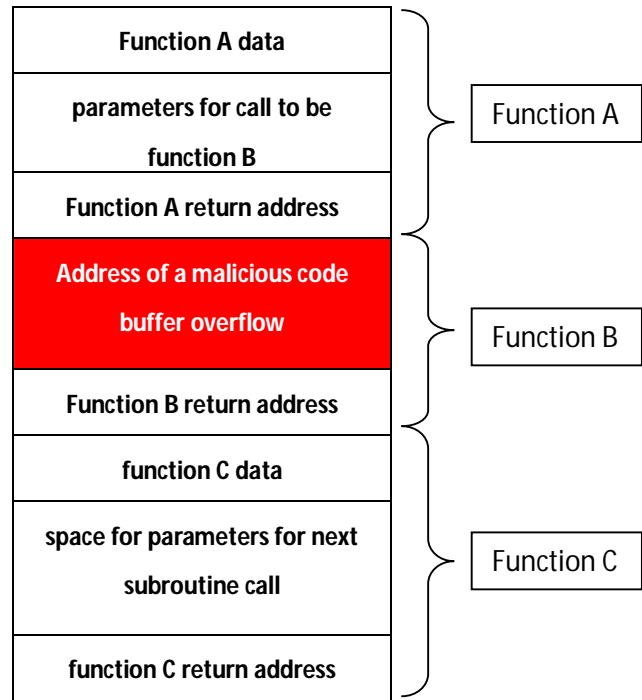 Function A data
parameters for call to be
function B
Function A return address
Address of a malicious code
buffer overflow
Function B return address
function C data
space for parameters for next
subroutine call
function C return address
Function A
Function B
Function C